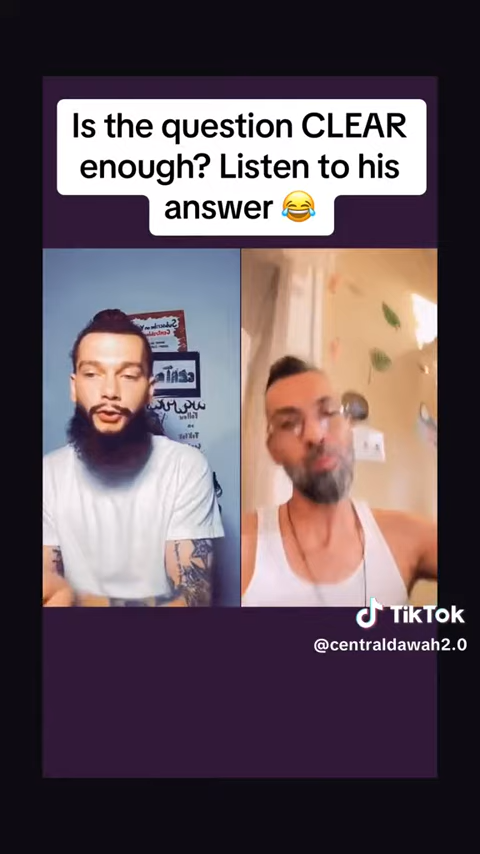 Is the question CLEAR
enough? Listen to his
answer 😂
TikTok
@centraldawah2.0